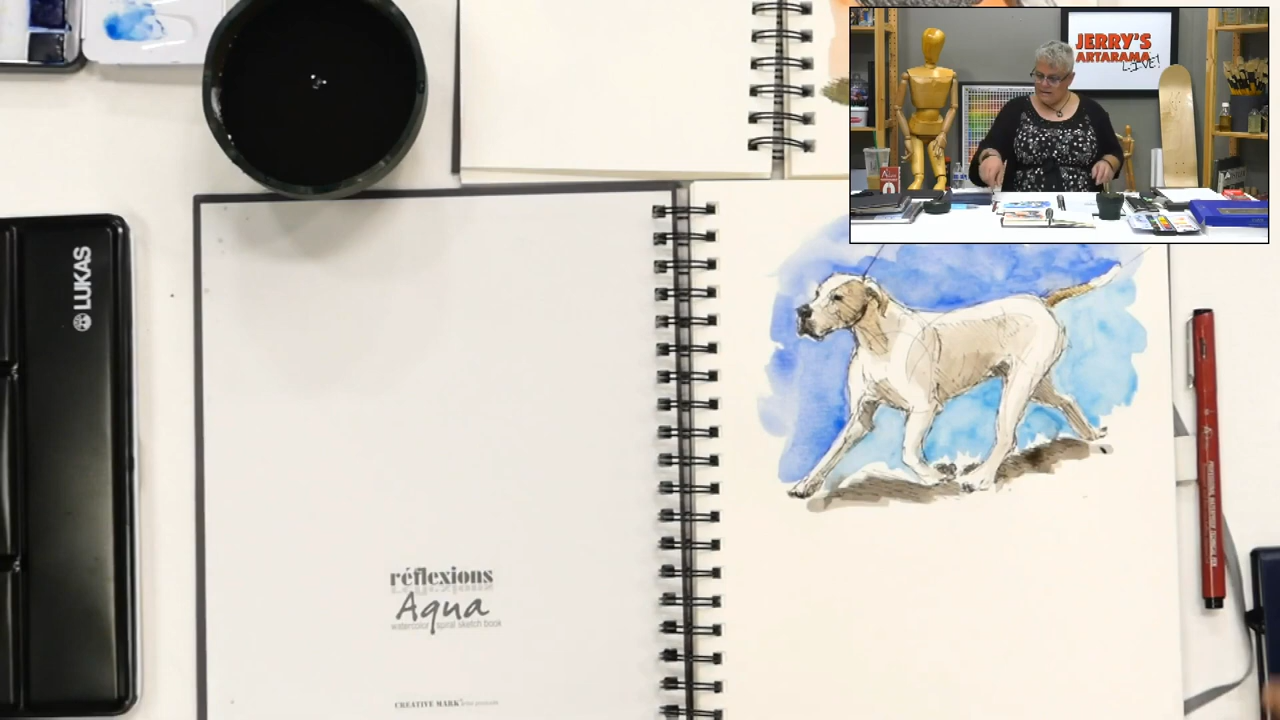 JERRY'S
ARTARAMA
LIVE!
LUKAS
réflexions
Aqua
watercolor spiral sketch book
CREATIVE MARK